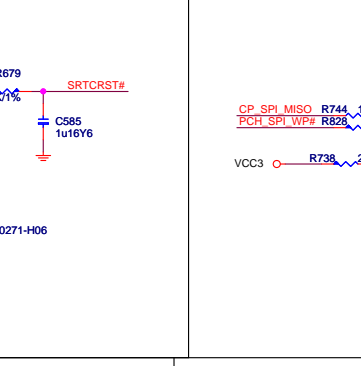 R679
/1%
SRTCRST#
C585
1u16Y6
0271-H06
CP_SPI_MISO R744
PCH_SPI_WP# R828
VCC3 R738